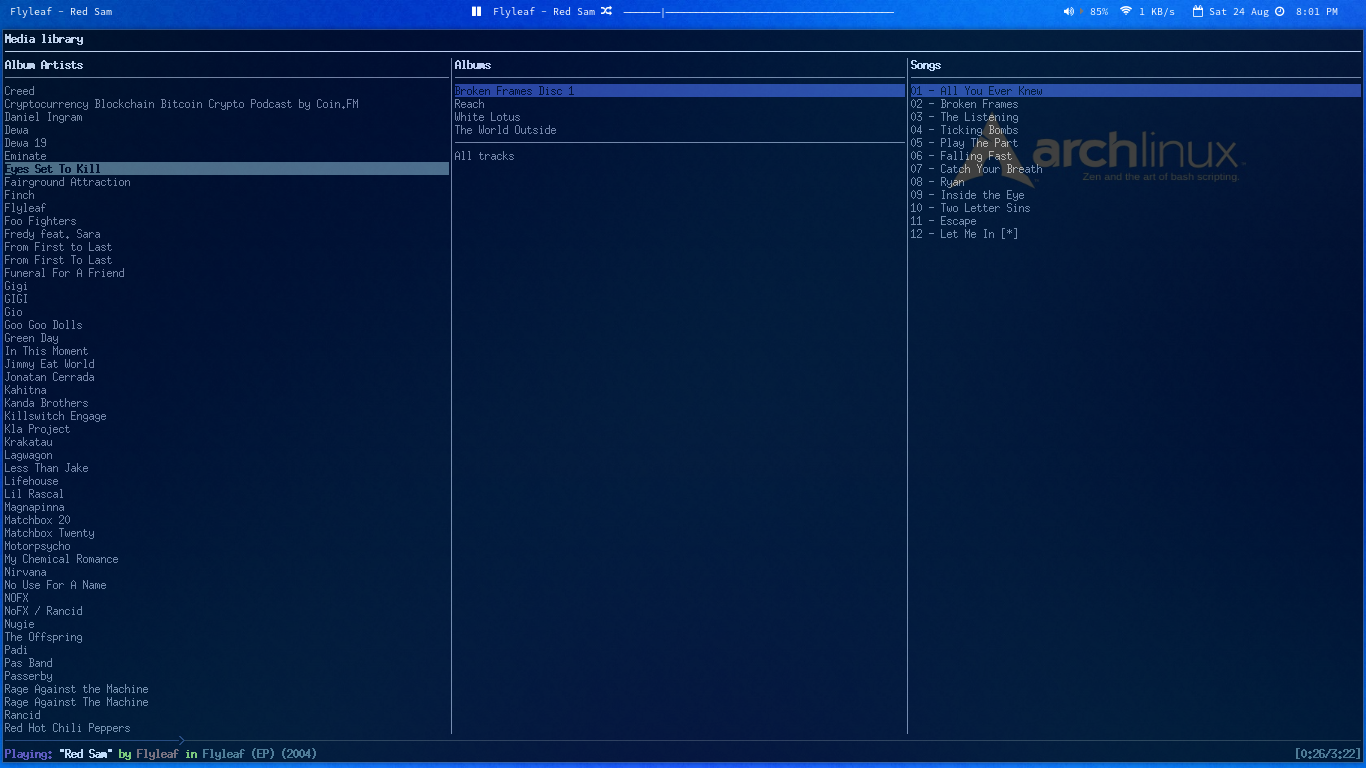 Flyleaf - Red Sam
Flyleaf - Red Sam
85%
1 KB/s
Sat 24 Aug
8:01 PM
Media library
Album Artists
Creed
Cryptocurrency Blockchain Bitcoin Crypto Podcast by Coin.FM
Daniel Ingram
Dewa
Dewa 19
Eminate
Eyes Set To Kill
Fairground Attraction
Finch
Flyleaf
Foo Fighters
Fredy feat. Sara
From First to Last
From First To Last
Funeral For A Friend
Gigi
GIGI
Gio
Goo Goo Dolls
Green Day
In This Moment
Jimmy Eat World
Jonatan Cerrada
Kahitna
Kanda Brothers
Killswitch Engage
Kla Project
Krakatau
Lagwagon
Less Than Jake
Lifehouse
Lil Rascal
Magnapinna
Matchbox 20
Matchbox Twenty
Motorpsycho
My Chemical Romance
Nirvana
No Use For A Name
NOFX
NoFX / Rancid
Nugie
The Offspring
Padi
Pas Band
Passerby
Rage Against the Machine
Rage Against The Machine
Rancid
Red Hot Chili Peppers
Albums
Broken Frames Disc 1
Reach
White Lotus
The World Outside
All tracks
Songs
01 - All You Ever Knew
02 - Broken Frames
03 - The Listening
04 - Ticking Bombs
05 - Play The Part
06 - Falling Fast
07 - Catch Your Breath
08 - Ryan
09 - Inside the Eye
10 - Two Letter Sins
11 - Escape
12 - Let Me In [*]
archlinux
Zen and the art of bash scripting.
Playing: "Red Sam" by Flyleaf in Flyleaf (EP) (2004)
[0:26/3:22]